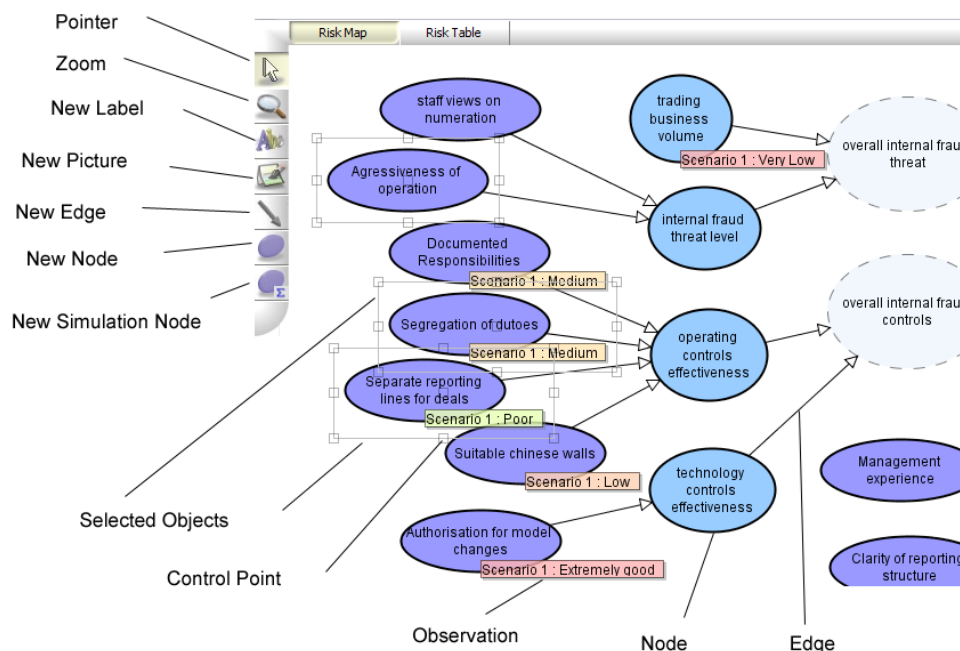 Pointer
Zoom
New Label
New Picture
New Edge
New Node
New Simulation Node
Selected Objects
Control Point
Observation
Node
Edge
Risk Map
Risk Table
Abc
Σ
staff views on
numeration
Agressiveness of
operation
Documented
Responsibilities
Scenario 1 : Medium
Segregation of dutoes
Scenario 1 : Medium
Separate reporting
lines for deals
Scenario 1 : Poor
Suitable chinese walls
Scenario 1 : Low
Authorisation for model
changes
Scenario 1 : Extremely good
trading
business
volume
Scenario 1 : Very Low
internal fraud
threat level
operating
controls
effectiveness
technology
controls
effectiveness
overall internal frau
threat
overall internal frau
controls
Management
experience
Clarity of reporting
structure